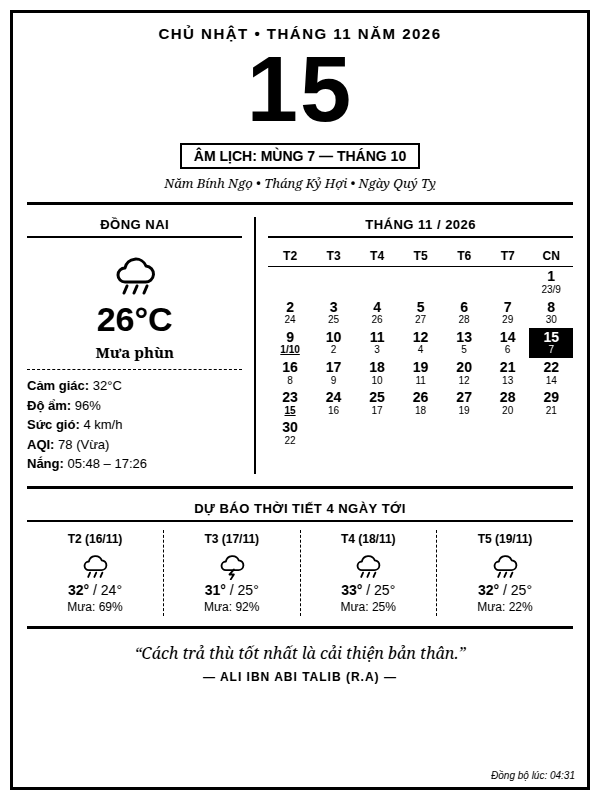 CHỦ NHẬT • THÁNG 11 NĂM 2026
15
ÂM LỊCH: MÙNG 7 — THÁNG 10
Năm Bính Ngọ • Tháng Kỷ Hợi • Ngày Quý Tỵ
ĐỒNG NAI
26°C
Mưa phùn
Cảm giác: 32°C
Độ ẩm: 96%
Sức gió: 4 km/h
AQI: 78 (Vừa)
Nắng: 05:48 – 17:26
THÁNG 11 / 2026
T2 T3 T4 T5 T6 T7 CN
1
23/9
2 3 4 5 6 7 8
24 25 26 27 28 29 30
9 10 11 12 13 14 15
1/10 2 3 4 5 6 7
16 17 18 19 20 21 22
8 9 10 11 12 13 14
23 24 25 26 27 28 29
15 16 17 18 19 20 21
30
22
DỰ BÁO THỜI TIẾT 4 NGÀY TỚI
T2 (16/11) T3 (17/11) T4 (18/11) T5 (19/11)
32° / 24° 31° / 25° 33° / 25° 32° / 25°
Mưa: 69% Mưa: 92% Mưa: 25% Mưa: 22%
“Cách trả thù tốt nhất là cải thiện bản thân.”
— ALI IBN ABI TALIB (R.A) —
Đồng bộ lúc: 04:31